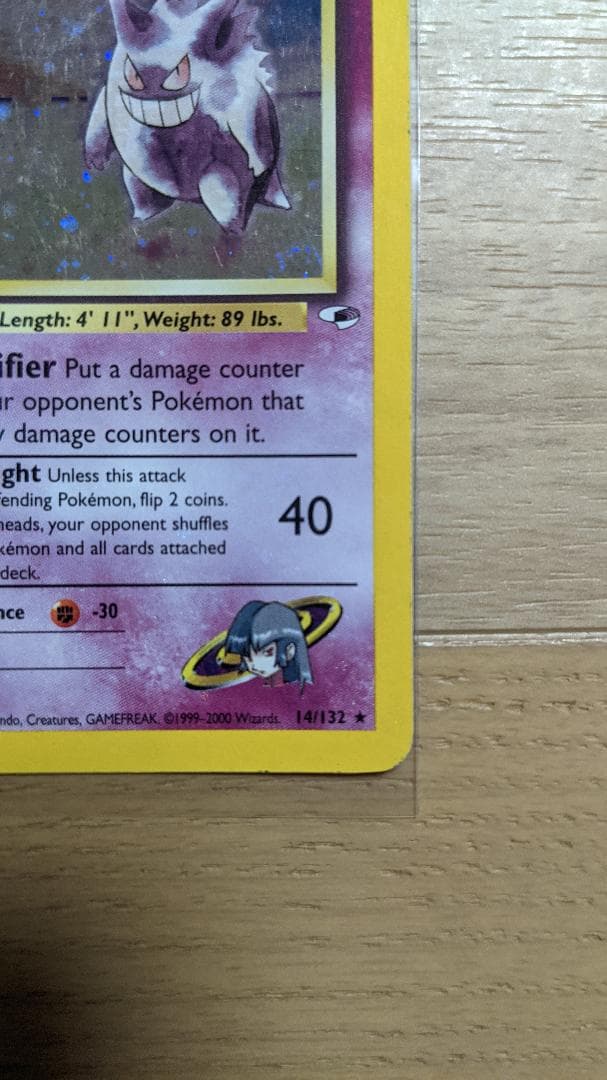 Length: 4' 11", Weight: 89 lbs.
ifier Put a damage counter
ur opponent's Pokémon that
y damage counters on it.
ght Unless this attack
fending Pokémon, flip 2 coins.
heads, your opponent shuffles
kémon and all cards attached
deck.
40
nce -30
ndo, Creatures, GAMEFREAK. ©1999-2000 Wizards. 14/132 ★